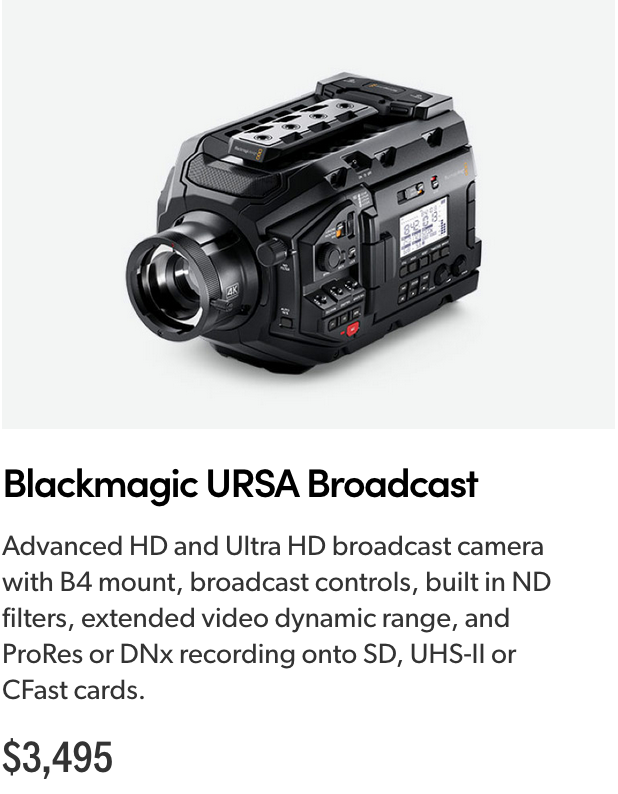 4K
Blackmagic URSA Broadcast
Advanced HD and Ultra HD broadcast camera
with B4 mount, broadcast controls, built in ND
filters, extended video dynamic range, and
ProRes or DNx recording onto SD, UHS-II or
CFast cards.
$3,495